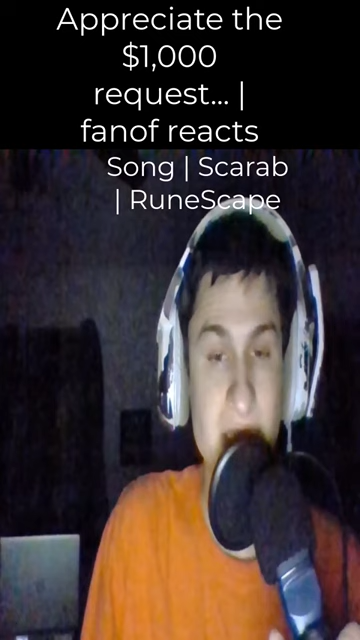 Appreciate the
$1,000
request... |
fanof reacts
Song | Scarab
| RuneScape